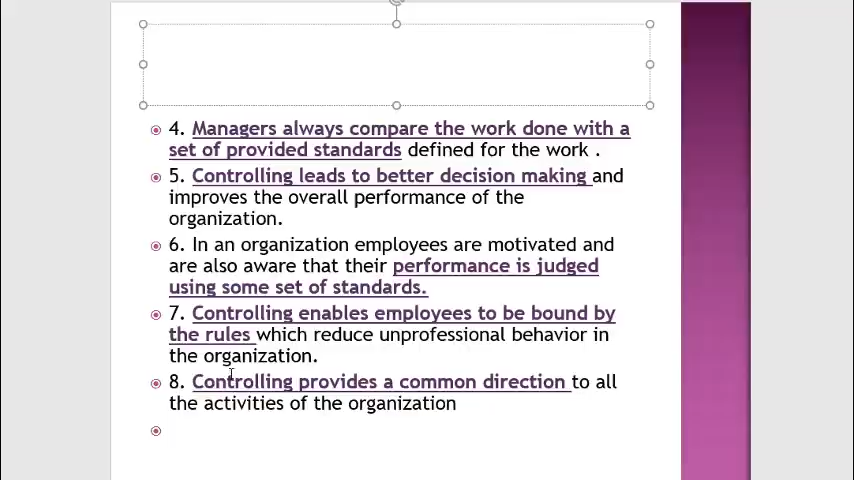 4. Managers always compare the work done with a
set of provided standards defined for the work .
5. Controlling leads to better decision making and
improves the overall performance of the
organization.
6. In an organization employees are motivated and
are also aware that their performance is judged
using some set of standards.
7. Controlling enables employees to be bound by
the rules which reduce unprofessional behavior in
the organization.
8. Controlling provides a common direction to all
the activities of the organization